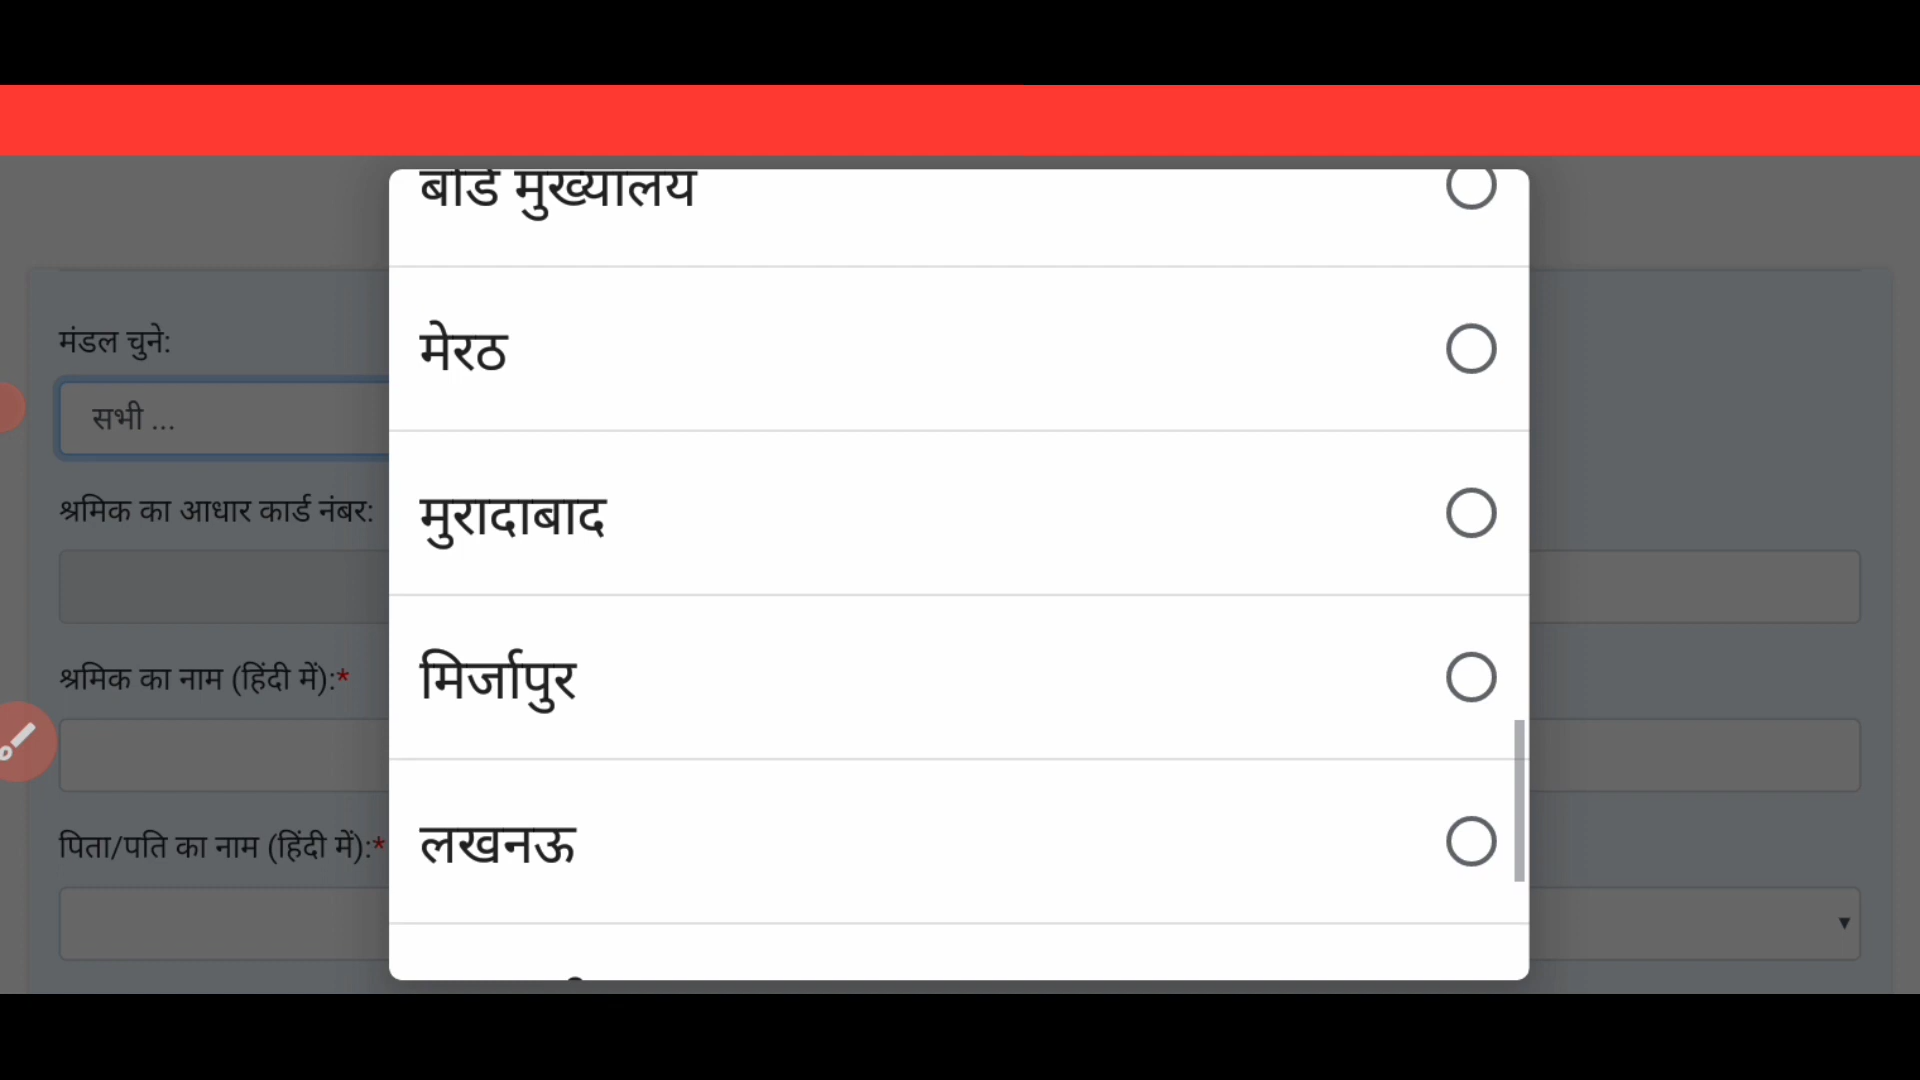 बोर्ड मुख्यालय
मेरठ
मुरादाबाद
मिर्जापुर
लखनऊ
मंडल चुने:
सभी ...
श्रमिक का आधार कार्ड नंबर:
श्रमिक का नाम (हिंदी में):*
पिता/पति का नाम (हिंदी में):*